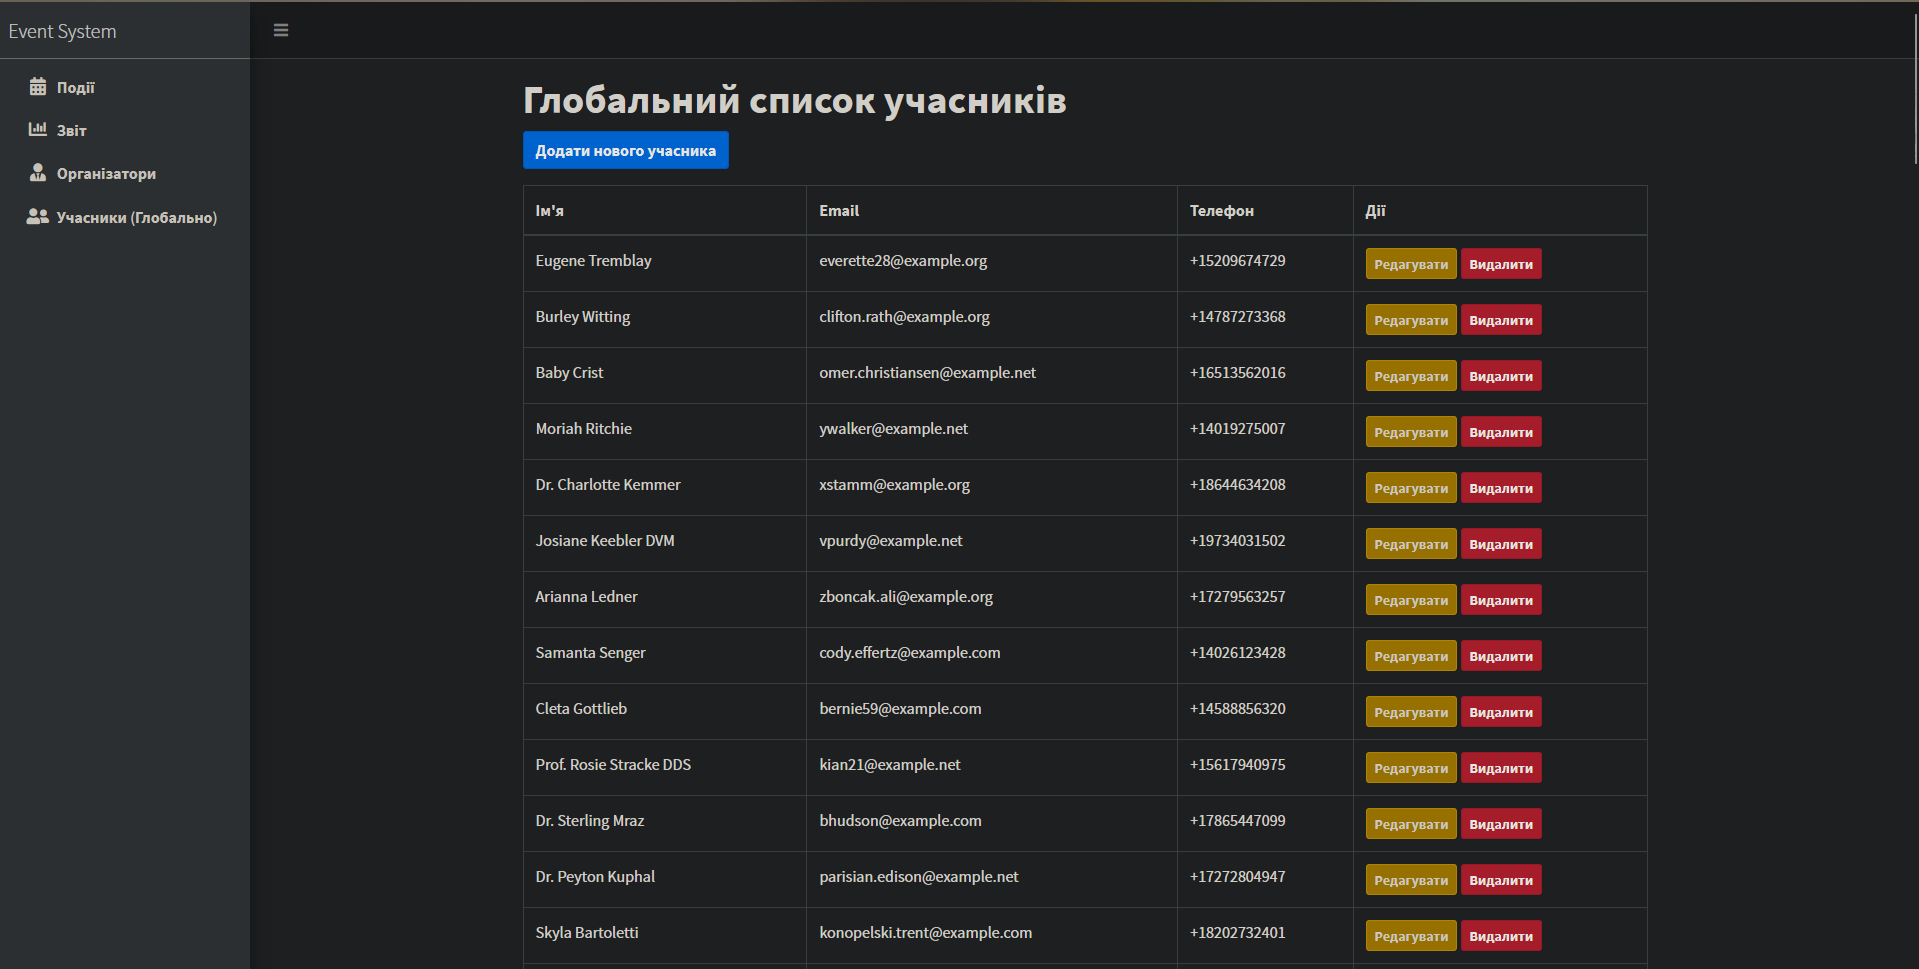 Event System
Події
Звіт
Організатори
Учасники (Глобально)
Глобальний список учасників
Додати нового учасника
Ім'я Email Телефон Дії
Eugene Tremblay everette28@example.org +15209674729 Редагувати Видалити
Burley Witting clifton.rath@example.org +14787273368 Редагувати Видалити
Baby Crist omer.christiansen@example.net +16513562016 Редагувати Видалити
Moriah Ritchie ywalker@example.net +14019275007 Редагувати Видалити
Dr. Charlotte Kemmer xstamm@example.org +18644634208 Редагувати Видалити
Josiane Keebler DVM vpurdy@example.net +19734031502 Редагувати Видалити
Arianna Ledner zboncak.ali@example.org +17279563257 Редагувати Видалити
Samanta Senger cody.effertz@example.com +14026123428 Редагувати Видалити
Cleta Gottlieb bernie59@example.com +14588856320 Редагувати Видалити
Prof. Rosie Stracke DDS kian21@example.net +15617940975 Редагувати Видалити
Dr. Sterling Mraz bhudson@example.com +17865447099 Редагувати Видалити
Dr. Peyton Kuphal parisian.edison@example.net +17272804947 Редагувати Видалити
Skyla Bartoletti konopelski.trent@example.com +18202732401 Редагувати Видалити